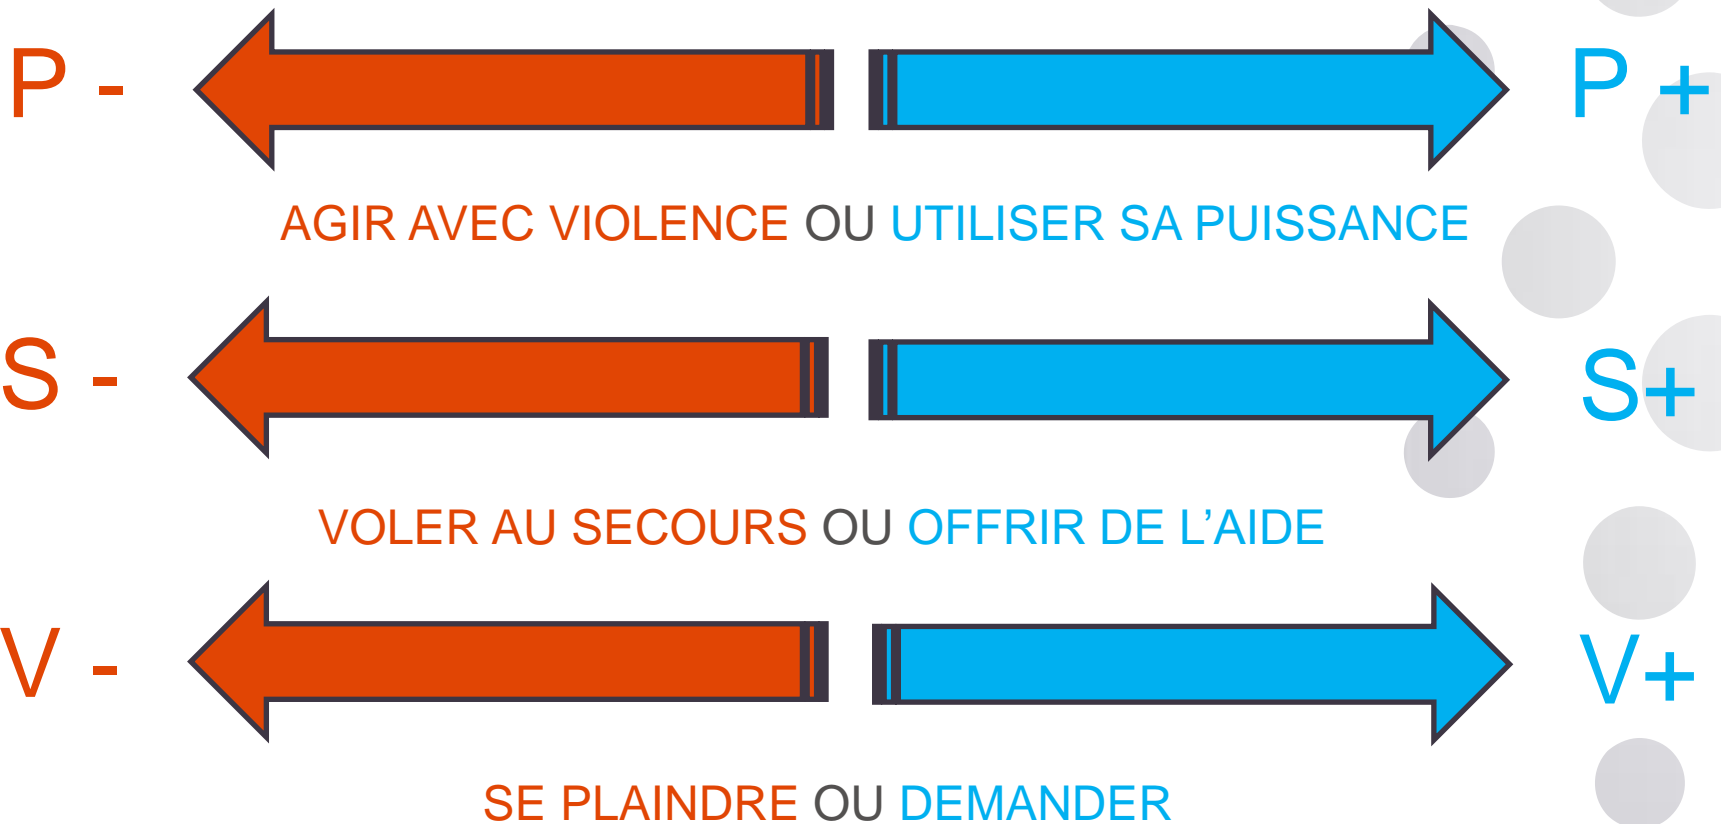 P - P +
AGIR AVEC VIOLENCE OU UTILISER SA PUISSANCE
S - S+
VOLER AU SECOURS OU OFFRIR DE L’AIDE
V - V+
SE PLAINDRE OU DEMANDER